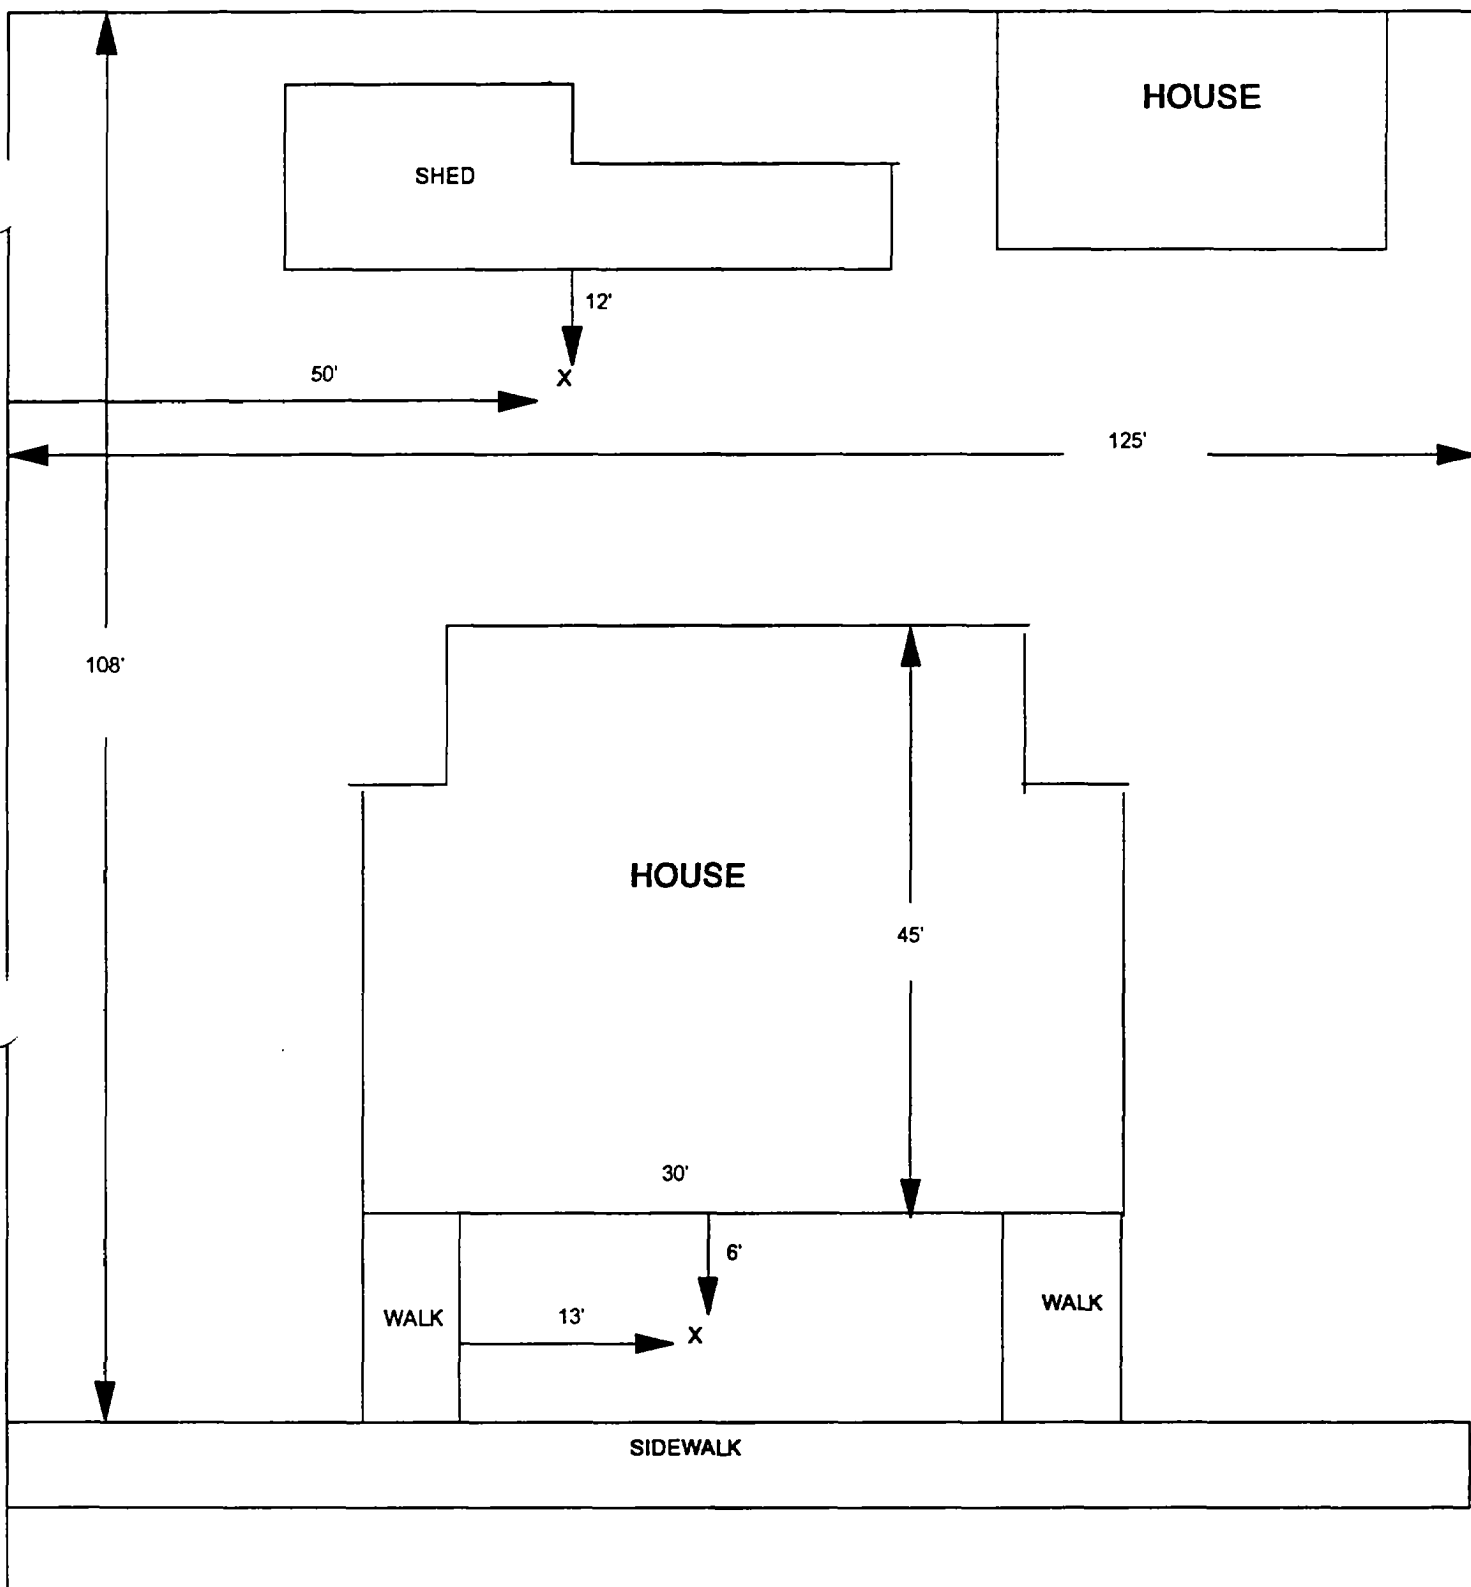 HOUSE
SHED
12'
50'
X
125'
108'
HOUSE
45'
30'
6'
WALK
13'
X
WALK
SIDEWALK